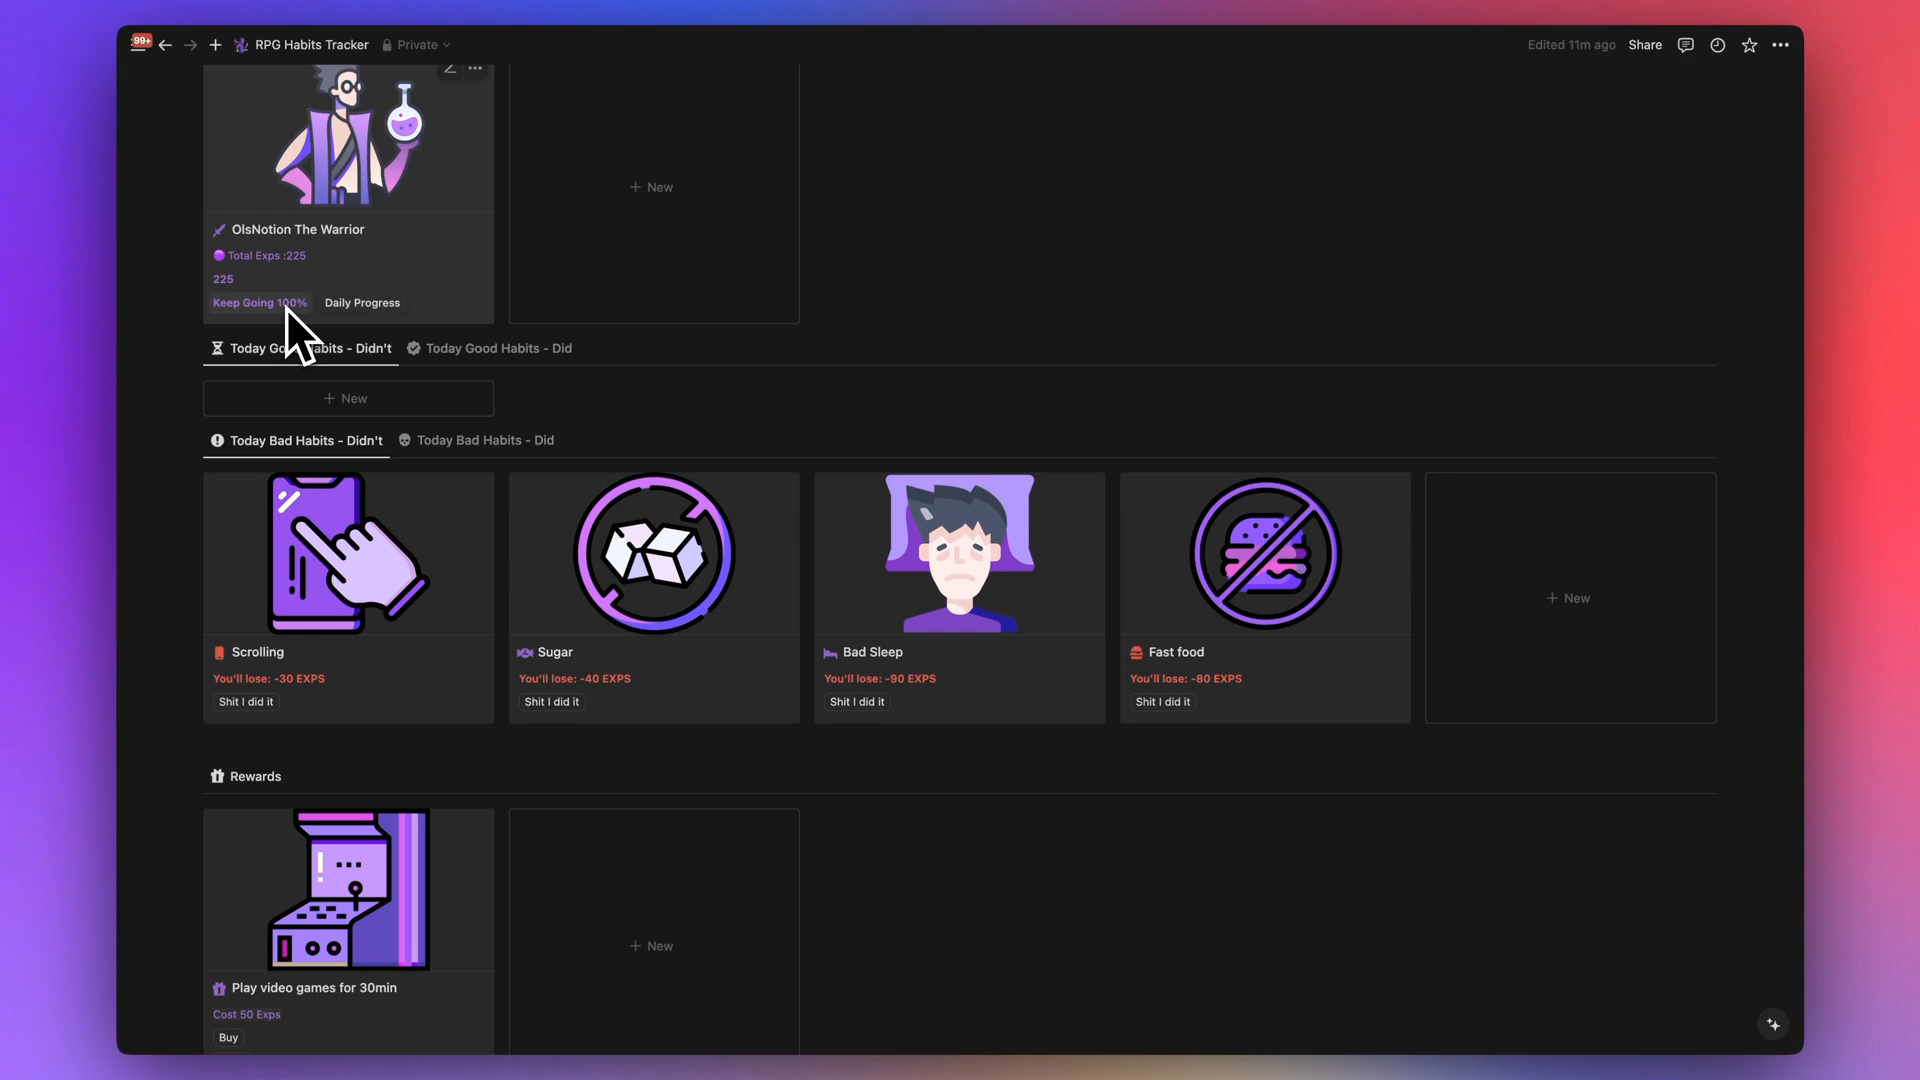 99+
RPG Habits Tracker
Private
Edited 11m ago
Share
+ New
OlsNotion The Warrior
Total Exps :225
225
Keep Going 100%
Daily Progress
Today Go abits - Didn't
Today Good Habits - Did
+ New
Today Bad Habits - Didn't
Today Bad Habits - Did
Scrolling
You'll lose: -30 EXPS
Shit I did it
Sugar
You'll lose: -40 EXPS
Shit I did it
Bad Sleep
You'll lose: -90 EXPS
Shit I did it
Fast food
You'll lose: -80 EXPS
Shit I did it
+ New
Rewards
Play video games for 30min
Cost 50 Exps
Buy
+ New